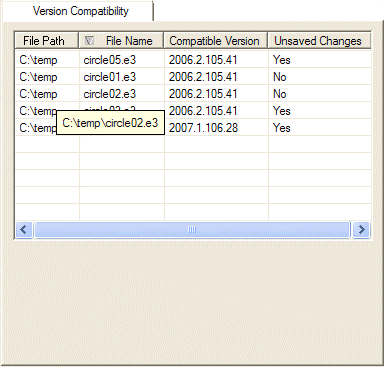 Version Compatibility
File Path File Name Compatible Version Unsaved Changes
C:\temp circle05.e3 2006.2.105.41 Yes
C:\temp circle01.e3 2006.2.105.41 No
C:\temp circle02.e3 2006.2.105.41 No
C:\temp 2006.2.105.41 Yes
C:\temp 2007.1.106.28 Yes
C:\temp\circle02.e3